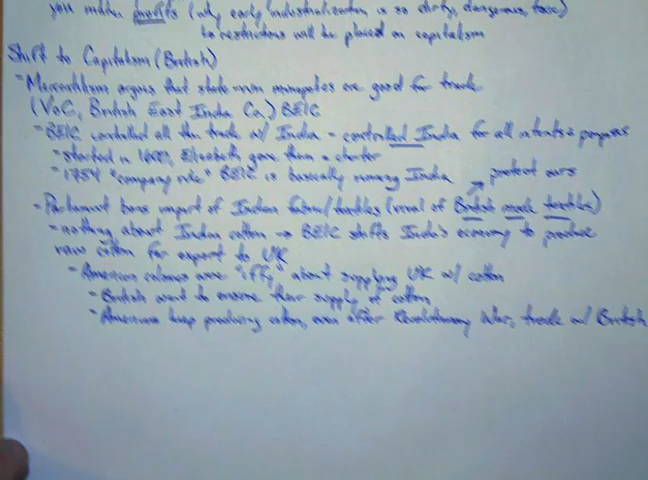 you make profits (why early industrialization is so dirty, dangerous, toxic)
to restrictions will be placed on capitalism
Shift to Capitalism (British)
- Mercantilism argues that state-run monopolies are good for trade
(VoC, British East India Co.) BEIC
- BEIC controlled all the trade w/ India - controlled India for all intents & purposes
- started in 1600, Elizabeth gave them a charter
- 1757 "company rule" BEIC is basically running India
protect ours
- Parliament bans import of Indian fabric/textiles (rival of British made textiles)
- nothing about Indian cotton → BEIC shifts India's economy to produce
raw cotton for export to UK
- American colonies were "iffy" about supplying UK w/ cotton
- British want to ensure their supply of cotton
- Americans keep producing cotton, even after Revolutionary War, trade w/ British